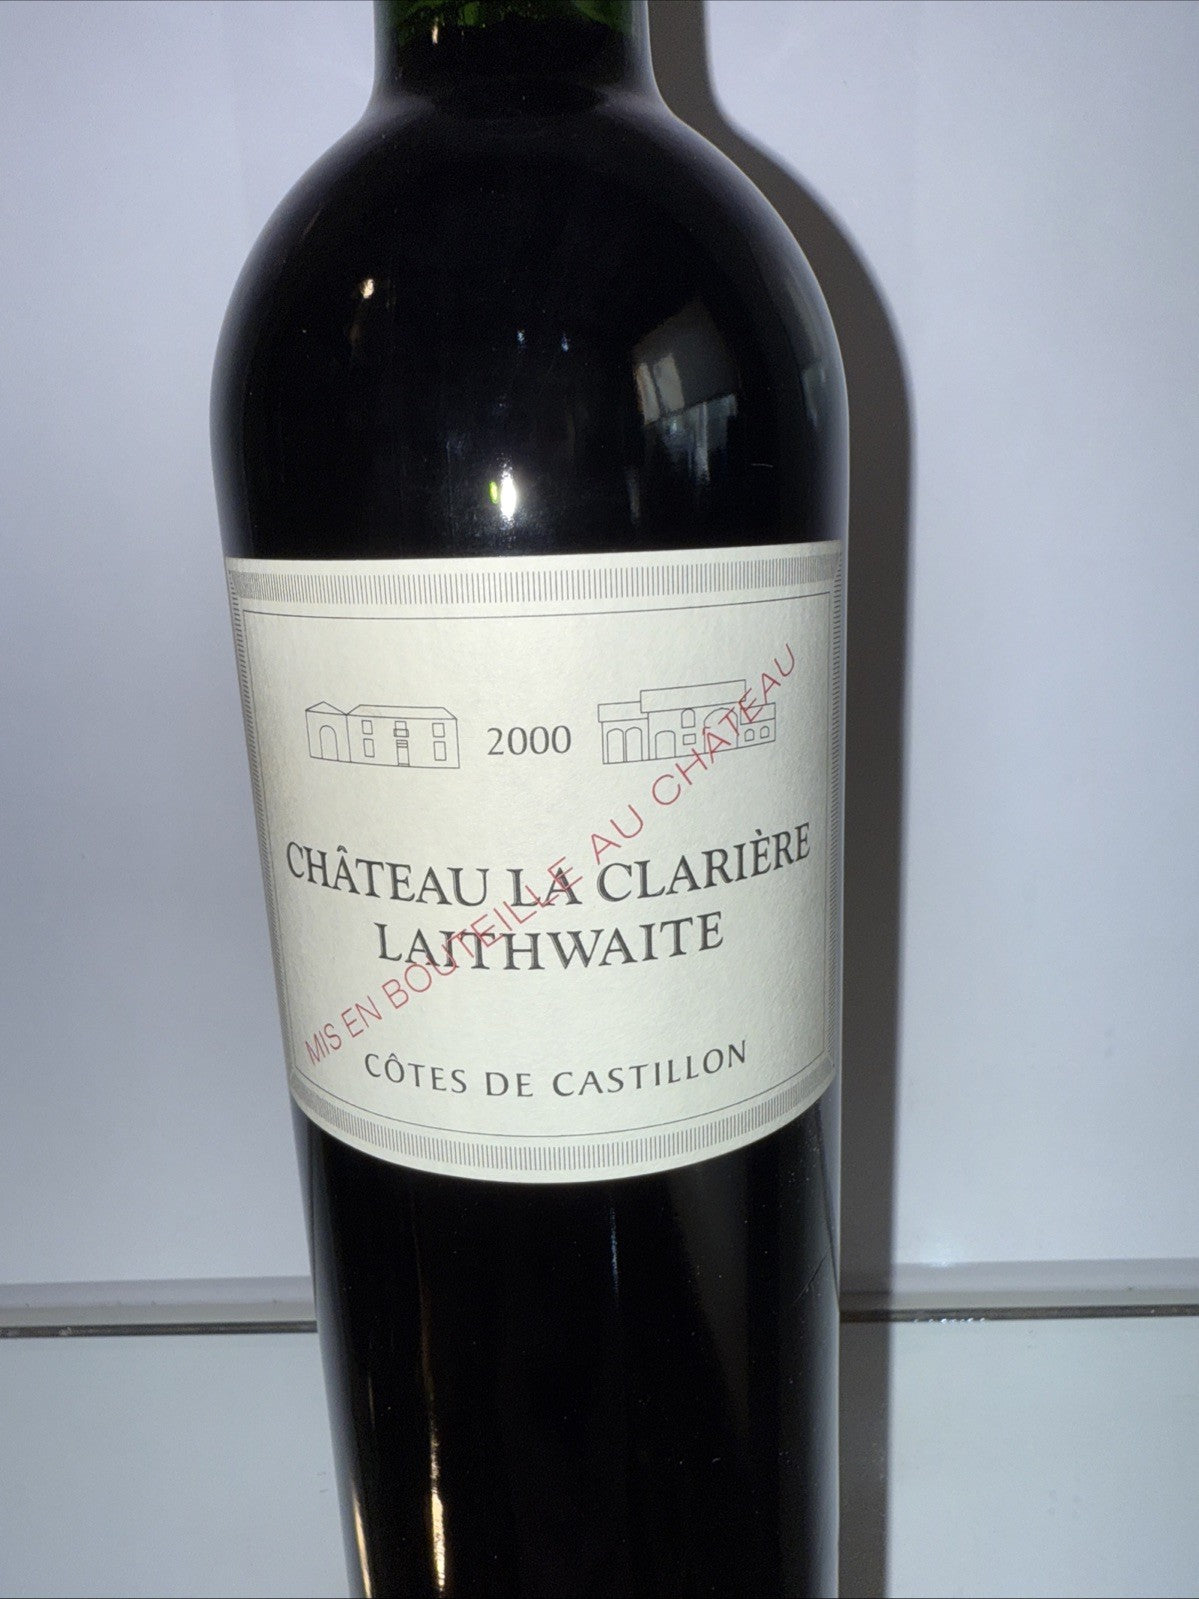 2000
CHÂTEAU LA CLARIÈRE
LAITHWAITE
MIS EN BOUTEILLE AU CHÂTEAU
CÔTES DE CASTILLON